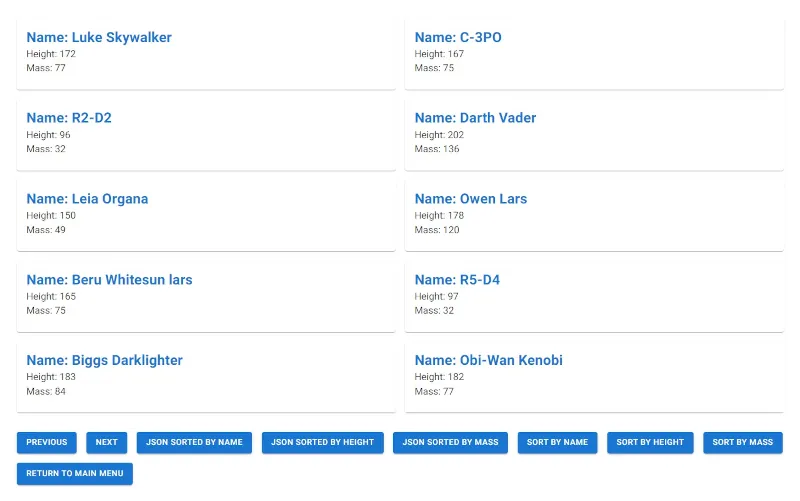 Name: Luke Skywalker
Height: 172
Mass: 77
Name: C-3PO
Height: 167
Mass: 75
Name: R2-D2
Height: 96
Mass: 32
Name: Darth Vader
Height: 202
Mass: 136
Name: Leia Organa
Height: 150
Mass: 49
Name: Owen Lars
Height: 178
Mass: 120
Name: Beru Whitesun lars
Height: 165
Mass: 75
Name: R5-D4
Height: 97
Mass: 32
Name: Biggs Darklighter
Height: 183
Mass: 84
Name: Obi-Wan Kenobi
Height: 182
Mass: 77
PREVIOUS NEXT JSON SORTED BY NAME JSON SORTED BY HEIGHT JSON SORTED BY MASS SORT BY NAME SORT BY HEIGHT SORT BY MASS
RETURN TO MAIN MENU